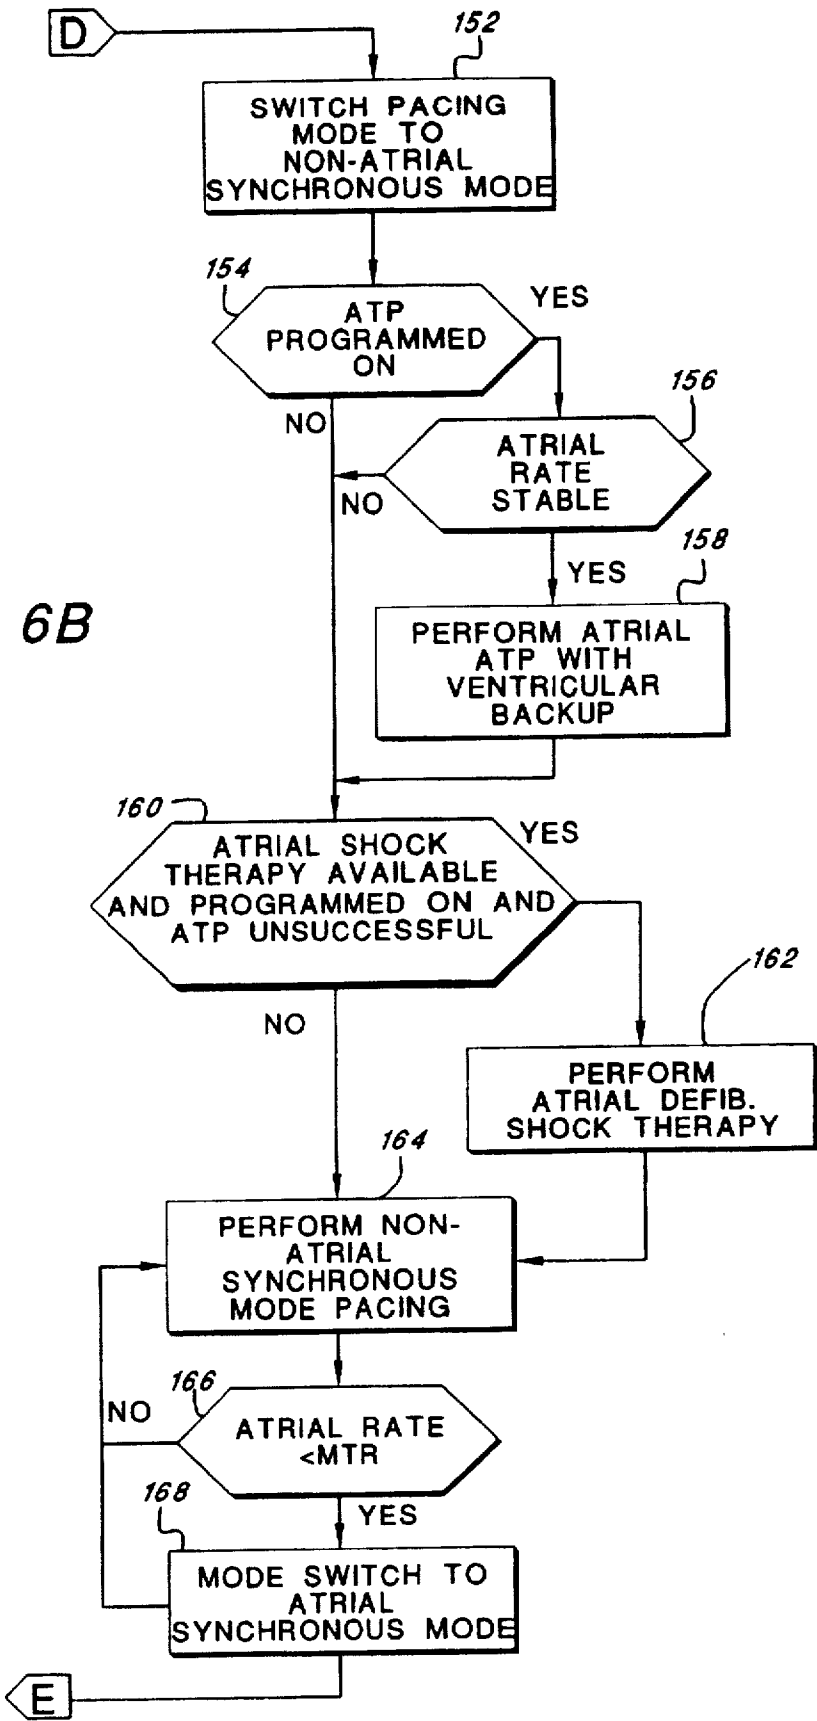 D
152
SWITCH PACING
MODE TO
NON-ATRIAL
SYNCHRONOUS MODE
154
ATP
PROGRAMMED
ON
YES
NO
156
ATRIAL
RATE
STABLE
NO
YES
158
PERFORM ATRIAL
ATP WITH
VENTRICULAR
BACKUP
6B
160
ATRIAL SHOCK
THERAPY AVAILABLE
AND PROGRAMMED ON AND
ATP UNSUCCESSFUL
YES
NO
162
PERFORM
ATRIAL DEFIB.
SHOCK THERAPY
164
PERFORM NON-
ATRIAL
SYNCHRONOUS
MODE PACING
166
ATRIAL RATE
<MTR
NO
YES
168
MODE SWITCH TO
ATRIAL
SYNCHRONOUS MODE
E